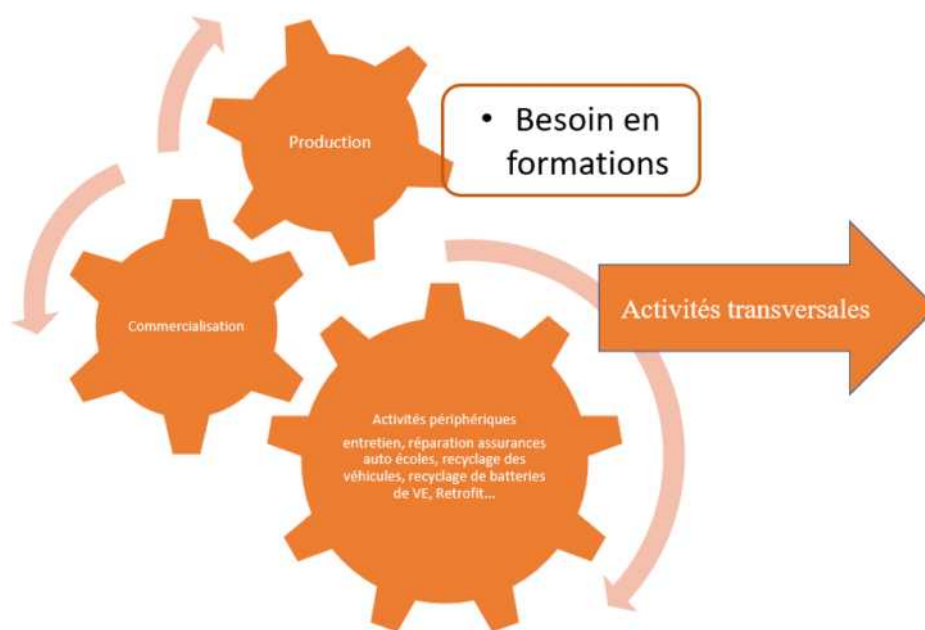 Production
• Besoin en
formations
Commercialisation
Activités transversales
Activités périphériques
entretien, réparation assurances
auto écoles, recyclage des
véhicules, recyclage de batteries
de VE, Retrofit...